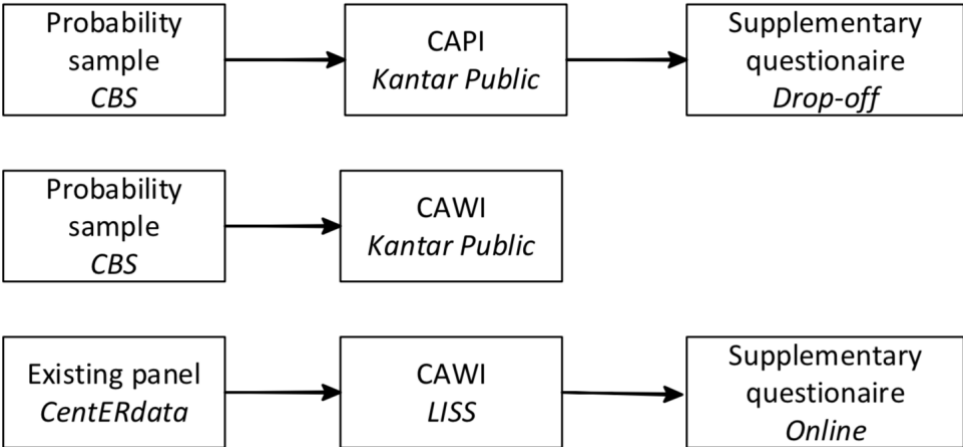 Probability
sample
CBS
CAPI
Kantar Public
Supplementary
questionaire
Drop-off
Probability
sample
CBS
CAWI
Kantar Public
Existing panel
CentERdata
CAWI
LISS
Supplementary
questionaire
Online